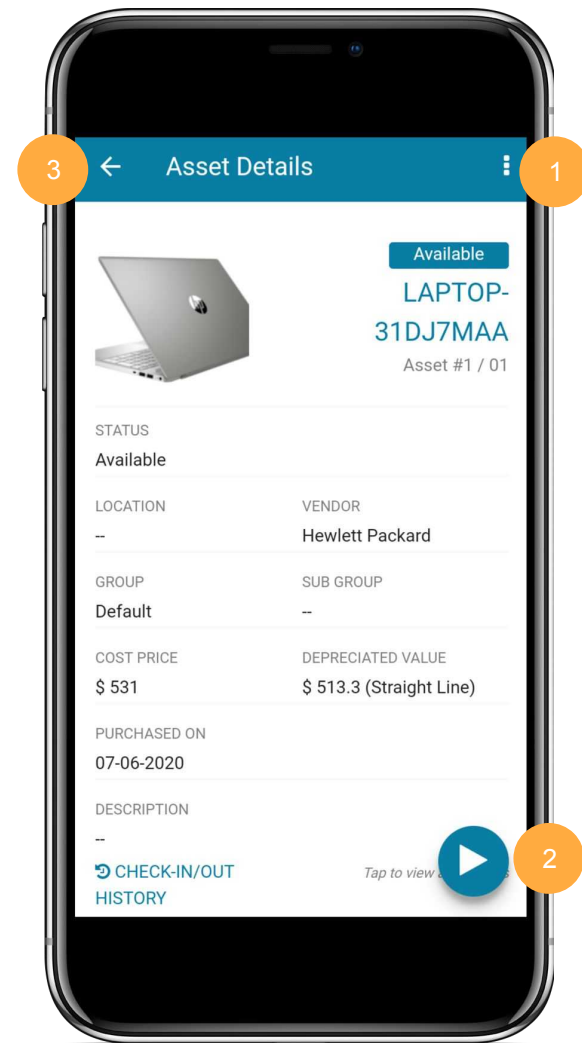 3
Asset Details
1
Available
LAPTOP-
31DJ7MAA
Asset #1 / 01
STATUS
Available
LOCATION
VENDOR
--
Hewlett Packard
GROUP
SUB GROUP
Default
--
COST PRICE
DEPRECIATED VALUE
$ 531
$ 513.3 (Straight Line)
PURCHASED ON
07-06-2020
DESCRIPTION
--
CHECK-IN/OUT
HISTORY
Tap to view
2